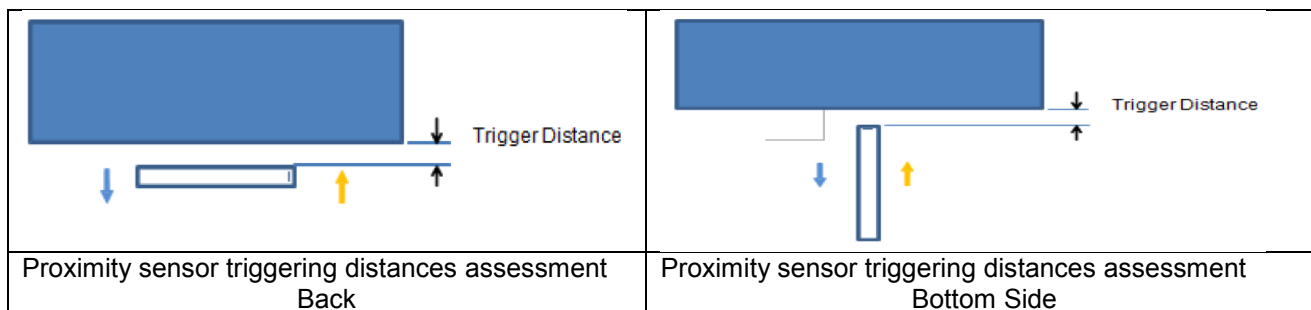 Trigger Distance
Trigger Distance
Proximity sensor triggering distances assessment
Back
Proximity sensor triggering distances assessment
Bottom Side